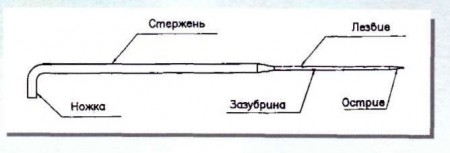 Стержень
Лезвие
Ножка
Зазубрина
Острие